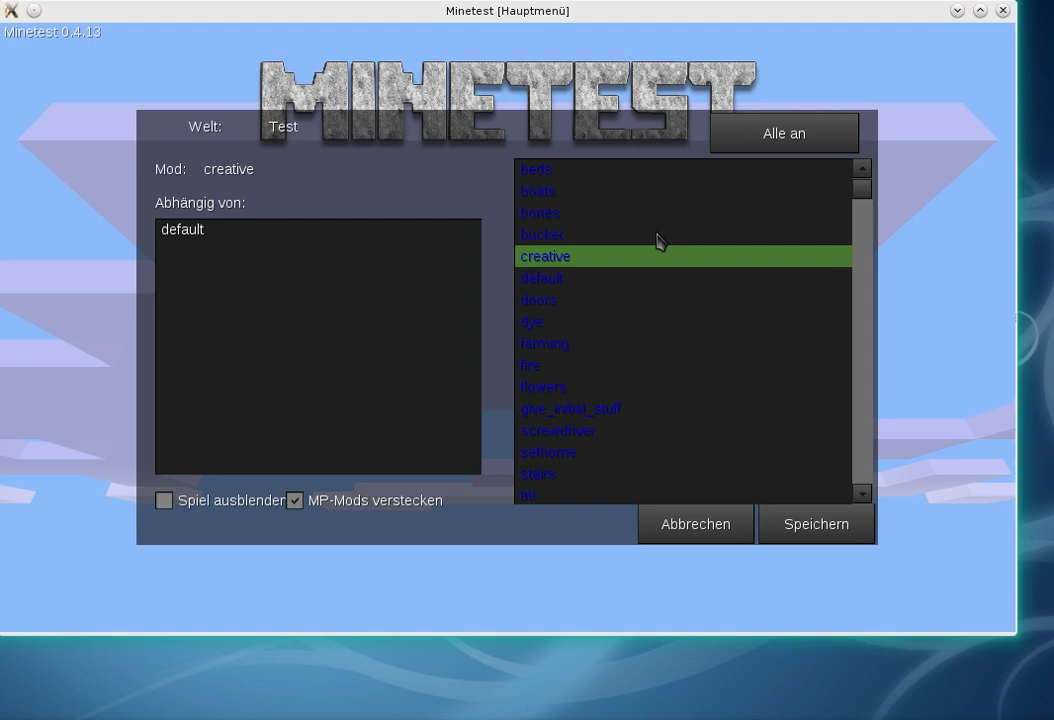 Minetest [Hauptmenü]
Minetest 0.4.13
MINETEST
Welt: Test
Alle an
Mod: creative
Abhängig von:
default
beds
boats
bones
bucket
creative
default
doors
dye
farming
fire
flowers
give_initial_stuff
screwdriver
sethome
stairs
tnt
Spiel ausblenden
MP-Mods verstecken
Abbrechen
Speichern